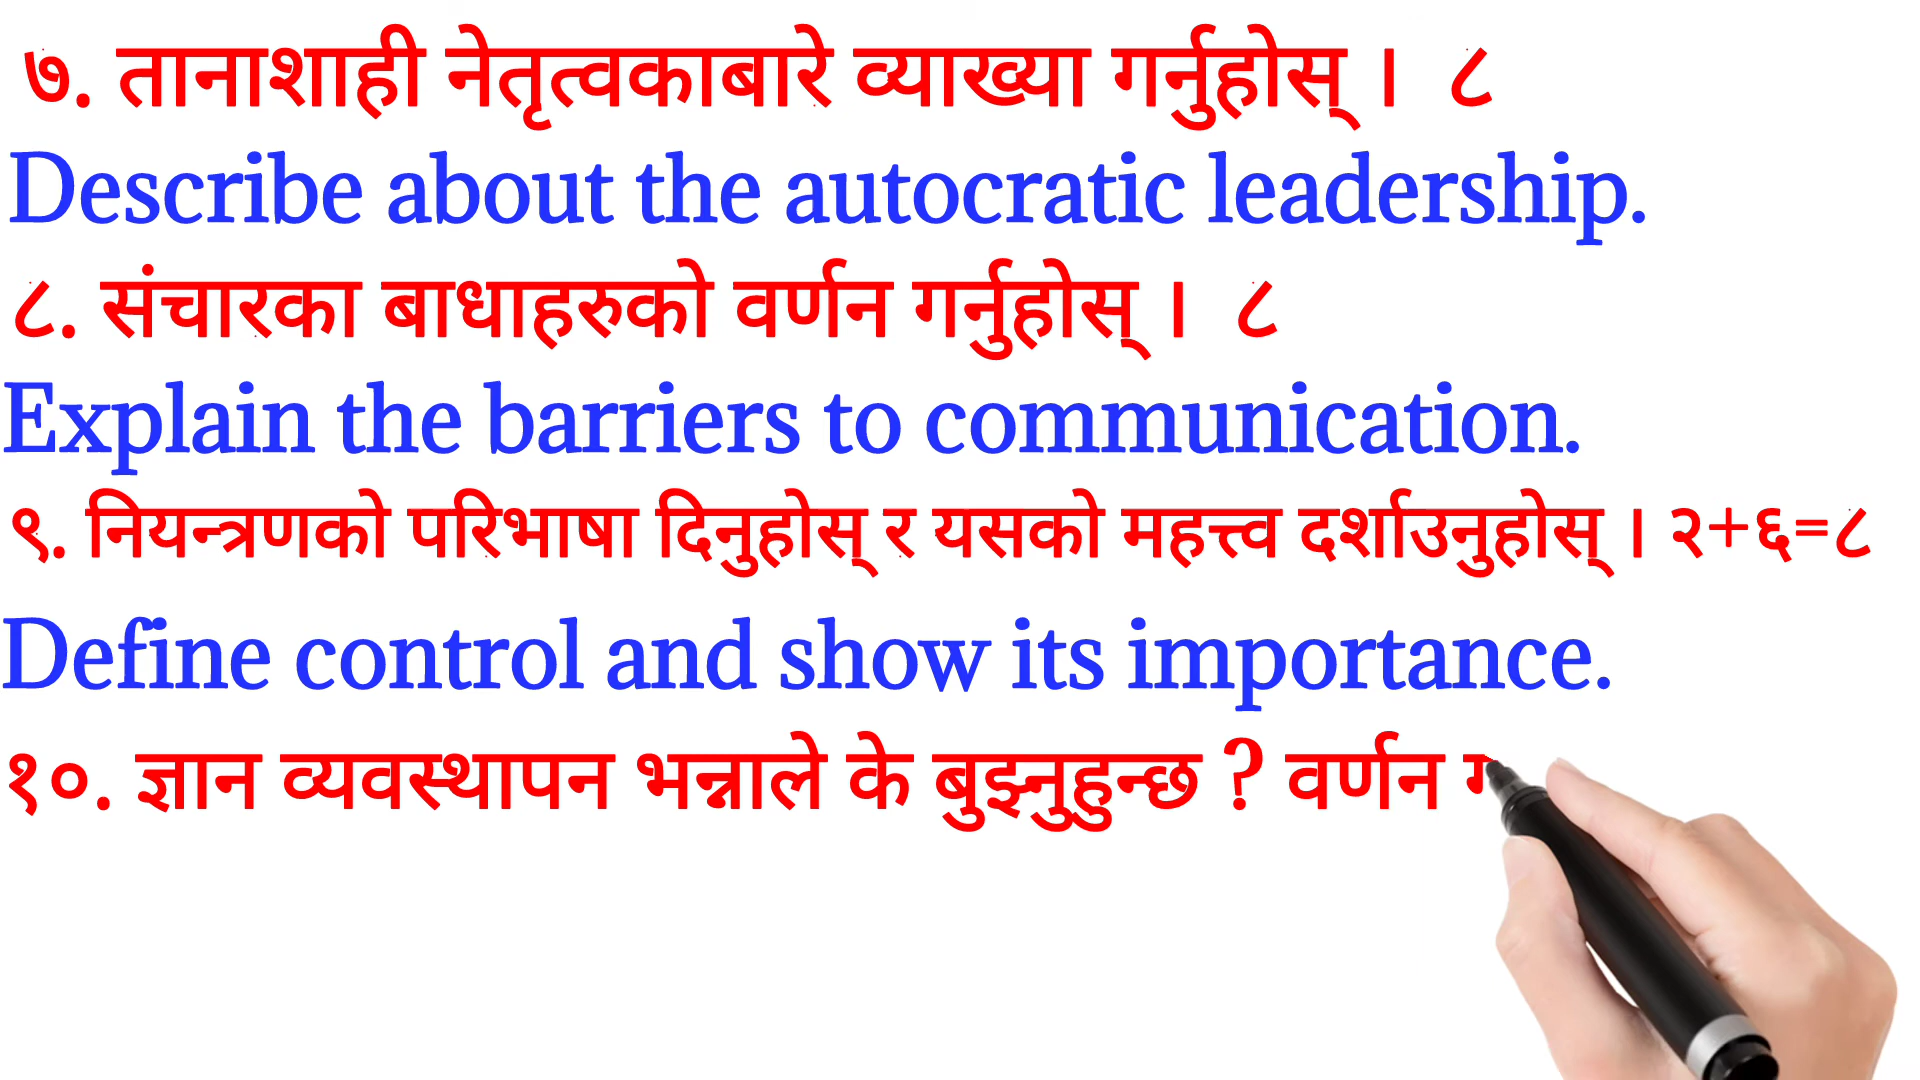 ७. तानाशाही नेतृत्वकाबारे व्याख्या गर्नुहोस् । ८
Describe about the autocratic leadership.
८. संचारका बाधाहरुको वर्णन गर्नुहोस् । ८
Explain the barriers to communication.
९. नियन्त्रणको परिभाषा दिनुहोस् र यसको महत्त्व दर्शाउनुहोस् । २+६=८
Define control and show its importance.
१०. ज्ञान व्यवस्थापन भन्नाले के बुझ्नुहुन्छ ? वर्णन